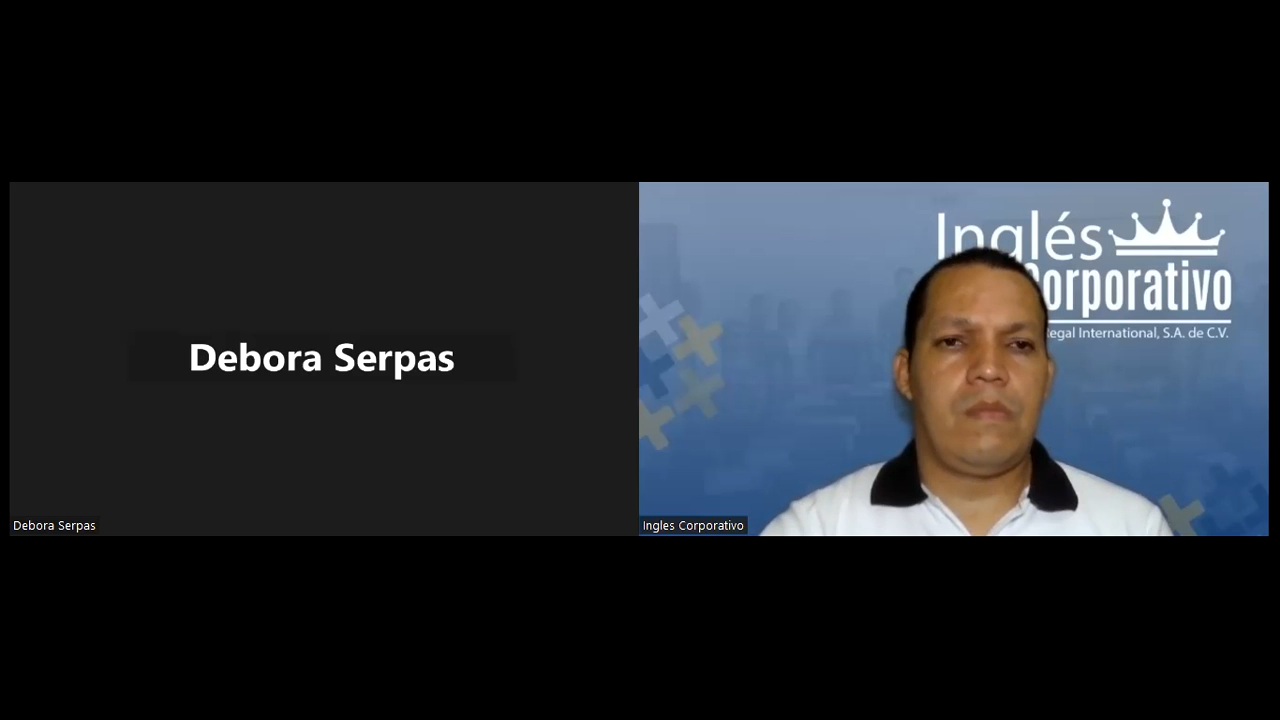 Debora Serpas
Debora Serpas
Inglés
Corporativo
Regal International, S.A. de C.V.
Ingles Corporativo